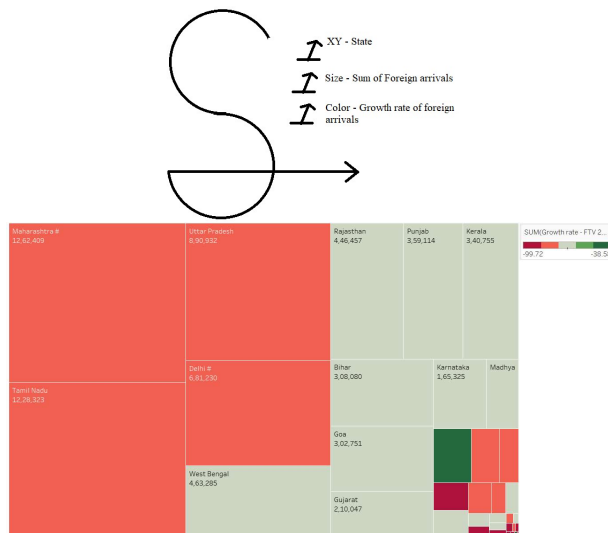 XY - State
Size - Sum of Foreign arrivals
Color - Growth rate of foreign
arrivals
Maharashtra #
12,62,409
Uttar Pradesh
8,90,932
Rajasthan
4,46,457
Punjab
3,59,114
Kerala
3,40,755
SUM(Growth rate - FTV 2...
-99.72
-38.58
Delhi #
6,81,230
Bihar
3,08,080
Karnataka
1,65,325
Madhya
Tamil Nadu
12,28,323
Goa
3,02,751
West Bengal
4,63,285
Gujarat
2,10,047